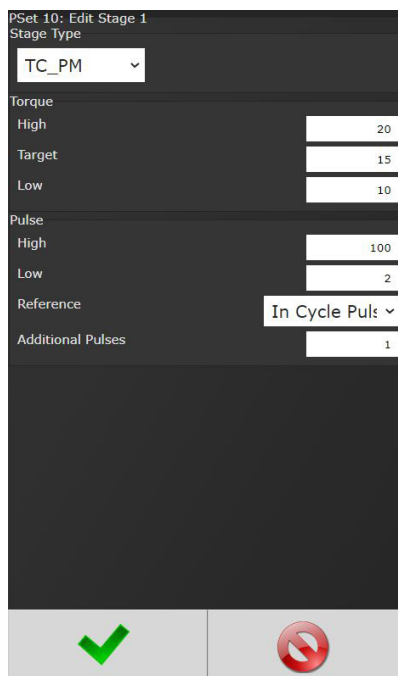 PSet 10: Edit Stage 1
Stage Type
TC_PM
Torque
High 20
Target 15
Low 10
Pulse
High 100
Low 2
Reference In Cycle Puls
Additional Pulses 1